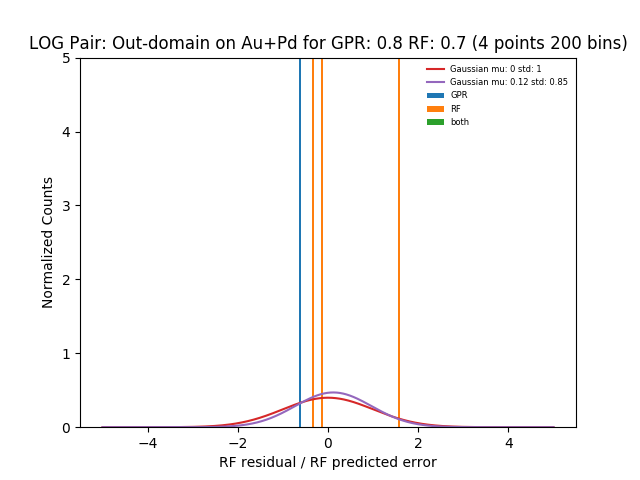 LOG Pair: Out-domain on Au+Pd for GPR: 0.8 RF: 0.7 (4 points 200 bins)
Gaussian mu: 0 std: 1
Gaussian mu: 0.12 std: 0.85
GPR
RF
both
Normalized Counts
5
4
3
2
1
0
−4
−2
0
2
4
RF residual / RF predicted error